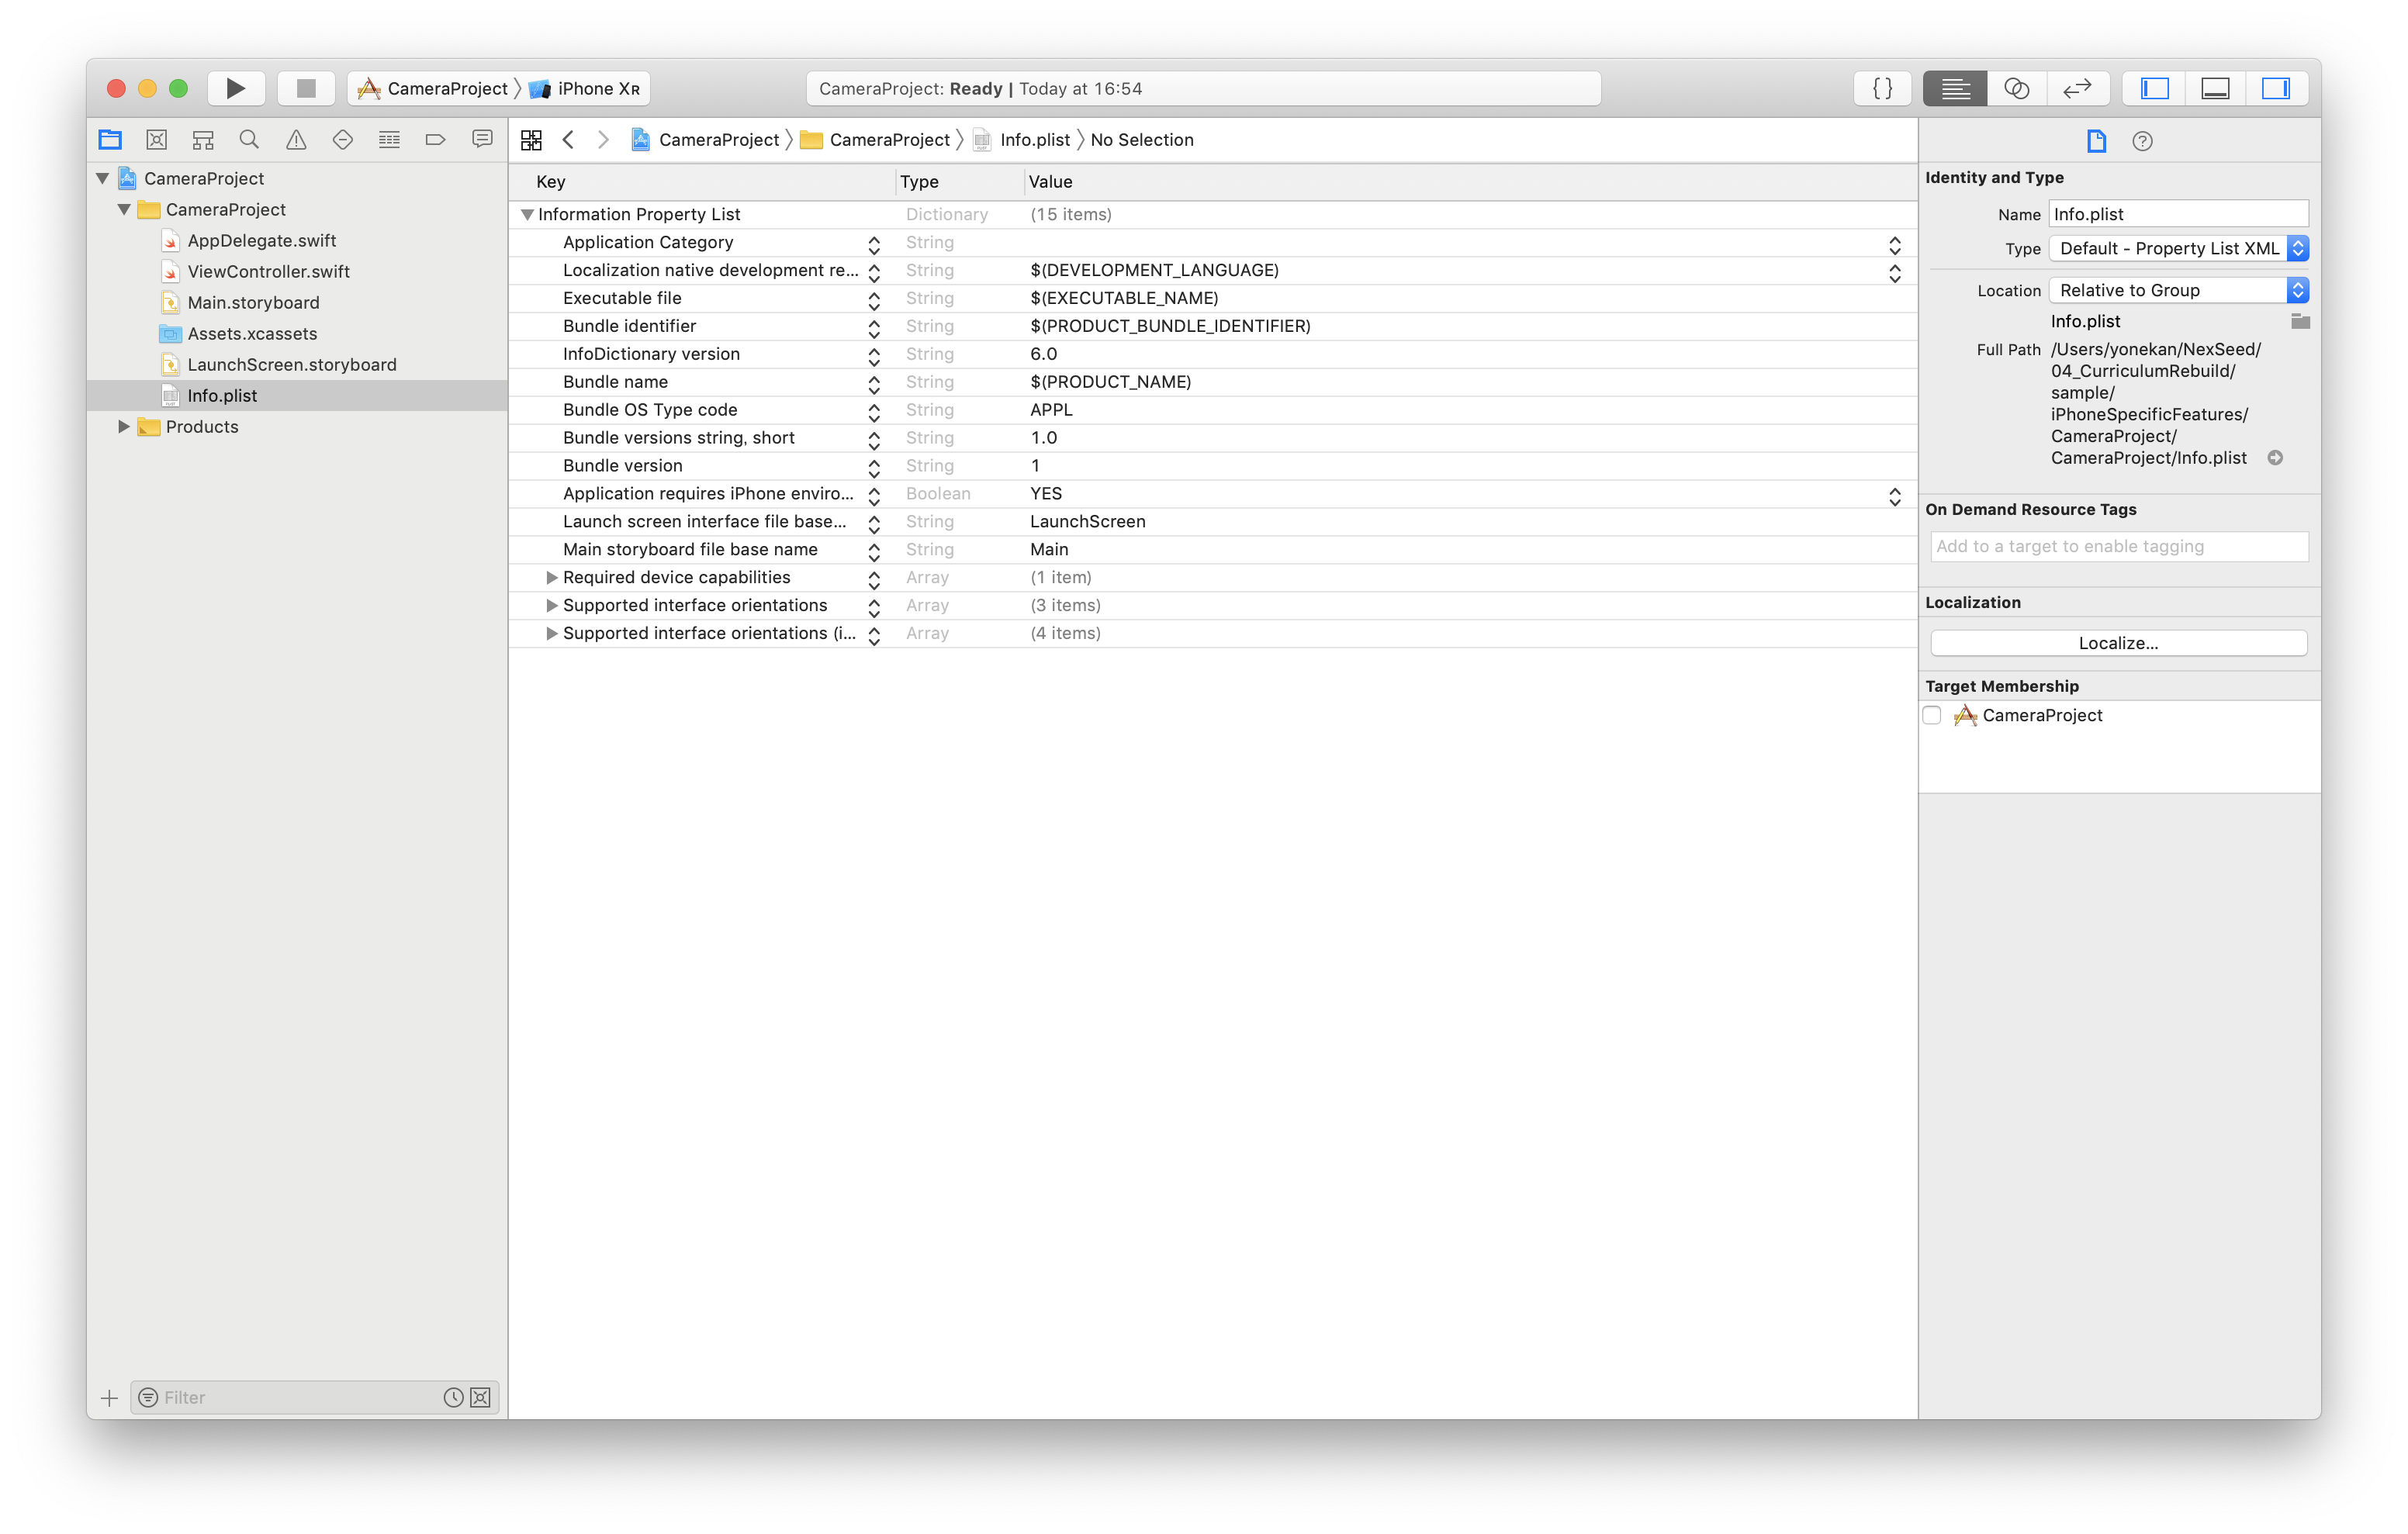 CameraProject 〉 iPhone XR
CameraProject: Ready | Today at 16:54
{ }
CameraProject 〉 CameraProject 〉 Info.plist 〉 No Selection
CameraProject
CameraProject
AppDelegate.swift
ViewController.swift
Main.storyboard
Assets.xcassets
LaunchScreen.storyboard
Info.plist
Products
Filter
Key Type Value
Information Property List Dictionary (15 items)
Application Category String
Localization native development re... String $(DEVELOPMENT_LANGUAGE)
Executable file String $(EXECUTABLE_NAME)
Bundle identifier String $(PRODUCT_BUNDLE_IDENTIFIER)
InfoDictionary version String 6.0
Bundle name String $(PRODUCT_NAME)
Bundle OS Type code String APPL
Bundle versions string, short String 1.0
Bundle version String 1
Application requires iPhone enviro... Boolean YES
Launch screen interface file base... String LaunchScreen
Main storyboard file base name String Main
Required device capabilities Array (1 item)
Supported interface orientations Array (3 items)
Supported interface orientations (i... Array (4 items)
Identity and Type
Name Info.plist
Type Default - Property List XML
Location Relative to Group
Info.plist
Full Path /Users/yonekan/NexSeed/
04_CurriculumRebuild/
sample/
iPhoneSpecificFeatures/
CameraProject/
CameraProject/Info.plist
On Demand Resource Tags
Add to a target to enable tagging
Localization
Localize...
Target Membership
CameraProject